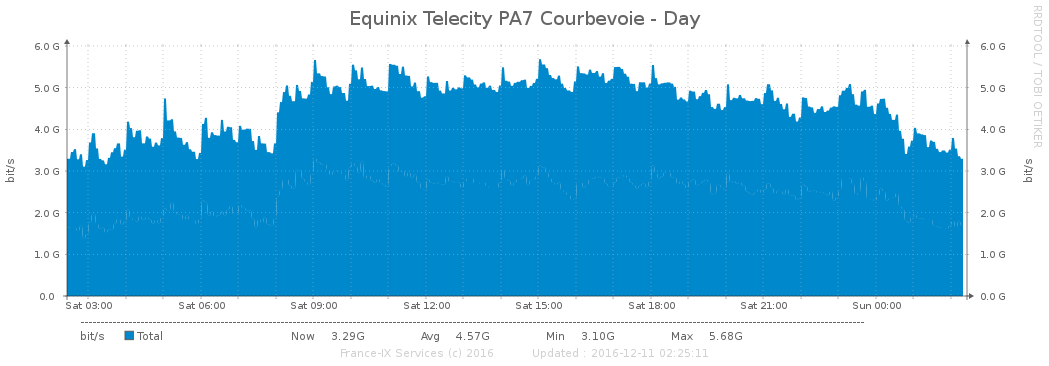 Equinix Telecity PA7 Courbevoie - Day
RRDTOOL / TOBI OETIKER
6.0 G 6.0 G
5.0 G 5.0 G
4.0 G 4.0 G
3.0 G 3.0 G
2.0 G 2.0 G
1.0 G 1.0 G
0.0 0.0 G
bit/s
bit/s
Sat 03:00 Sat 06:00 Sat 09:00 Sat 12:00 Sat 15:00 Sat 18:00 Sat 21:00 Sun 00:00
bit/s Total Now 3.29G Avg 4.57G Min 3.10G Max 5.68G
France-IX Services (c) 2016 Updated : 2016-12-11 02:25:11